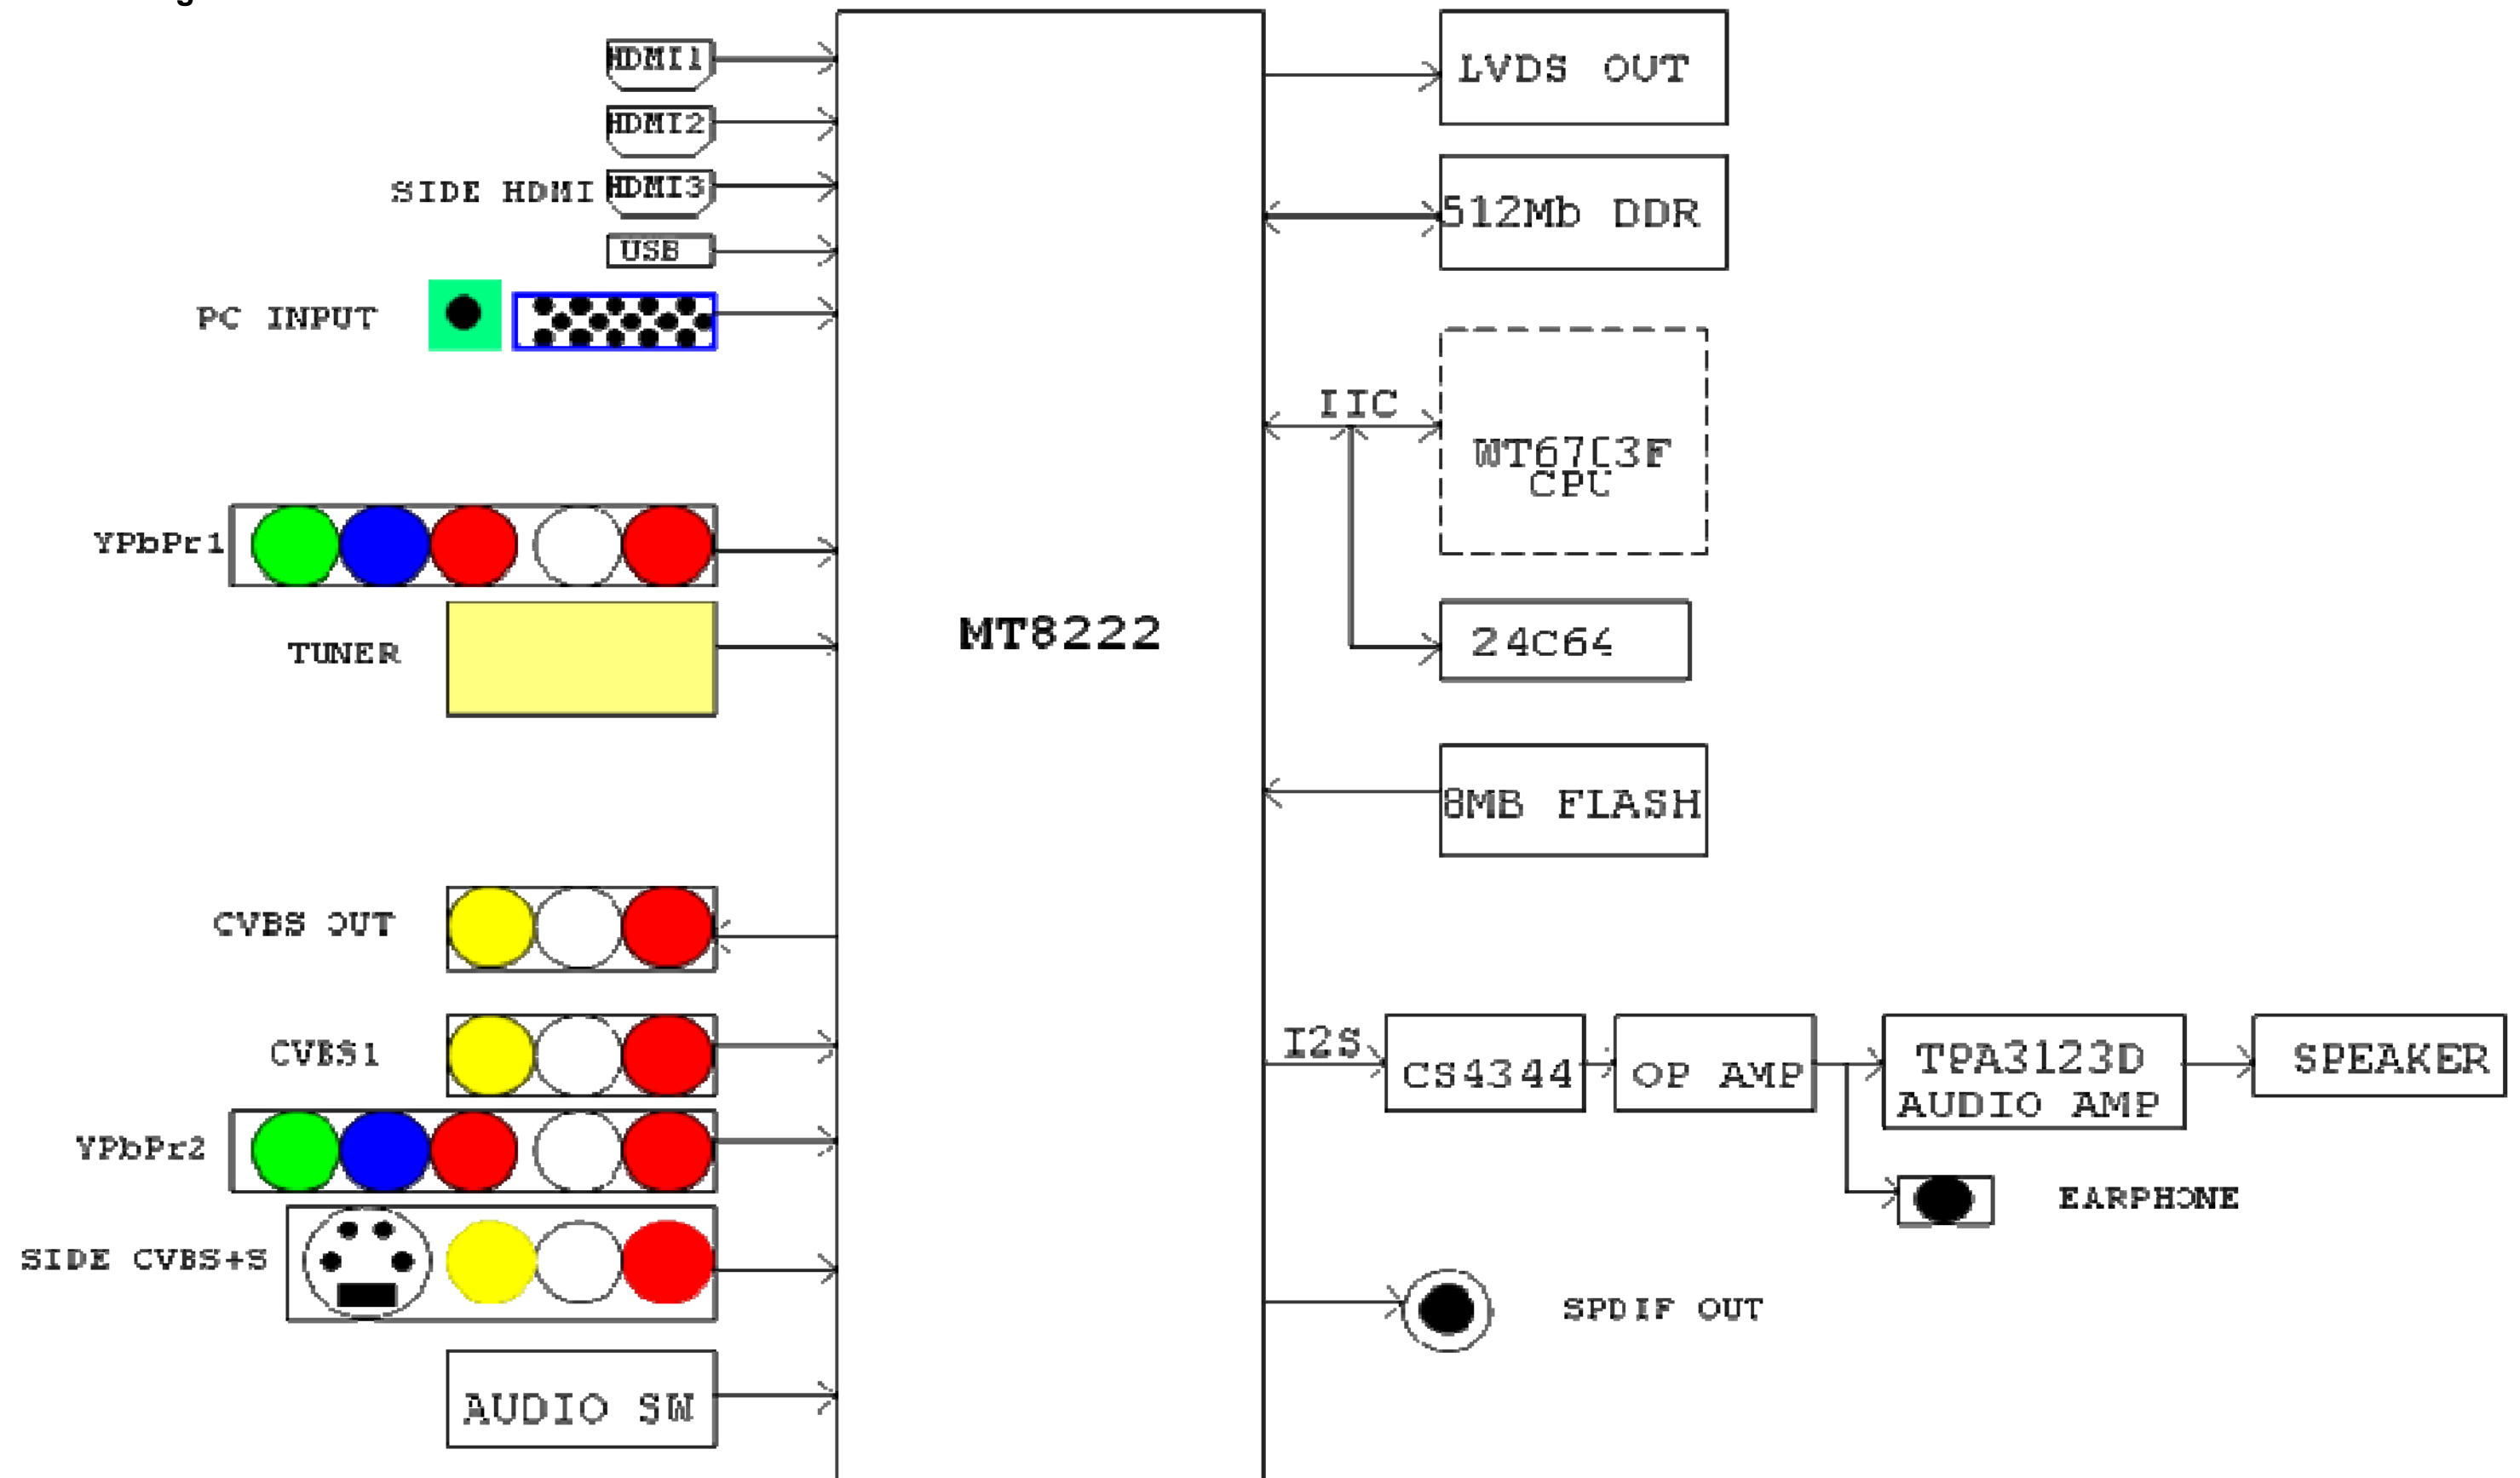 HDMI1
HDMI2
SIDE HDMI HDMI3
USB
PC INPUT
YPbPr1
TUNER
CVBS OUT
CVBS1
YPbPr2
SIDE CVBS+S
AUDIO SW
MT8222
LVDS OUT
512Mb DDR
IIC
WT6703F
CPU
24C64
8MB FLASH
I2S
CS4344
OP AMP
TPA3123D
AUDIO AMP
SPEAKER
EARPHONE
SPDIF OUT